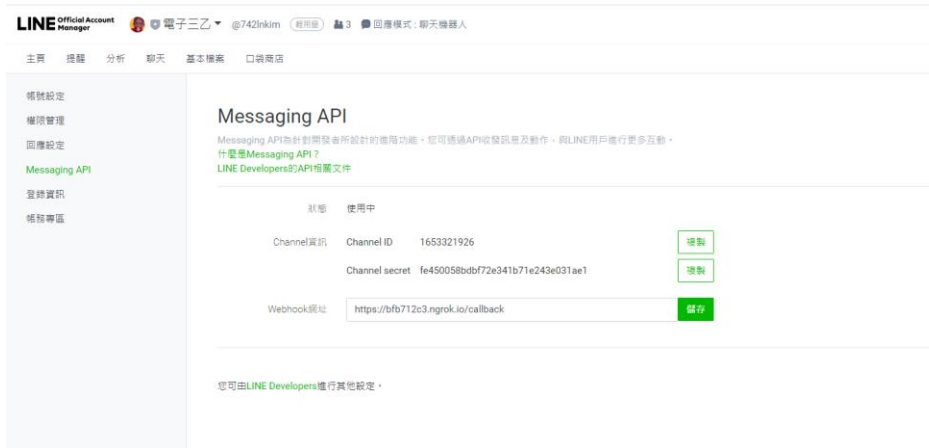 LINE Official Account Manager 電子三乙 @742lnkim 輕用量 3 回應模式:聊天機器人
主頁 提醒 分析 聊天 基本檔案 口袋商店
帳號設定
權限管理
回應設定
Messaging API
登錄資訊
帳務專區
Messaging API
Messaging API為針對開發者所設計的進階功能。您可透過API收發訊息及動作,與LINE用戶進行更多互動。
什麼是Messaging API?
LINE Developers的API相關文件
狀態 使用中
Channel資訊 Channel ID 1653321926 複製
Channel secret fe450058bdbf72e341b71e243e031ae1 複製
Webhook網址 https://bfb712c3.ngrok.io/callback 儲存
您可由LINE Developers進行其他設定。